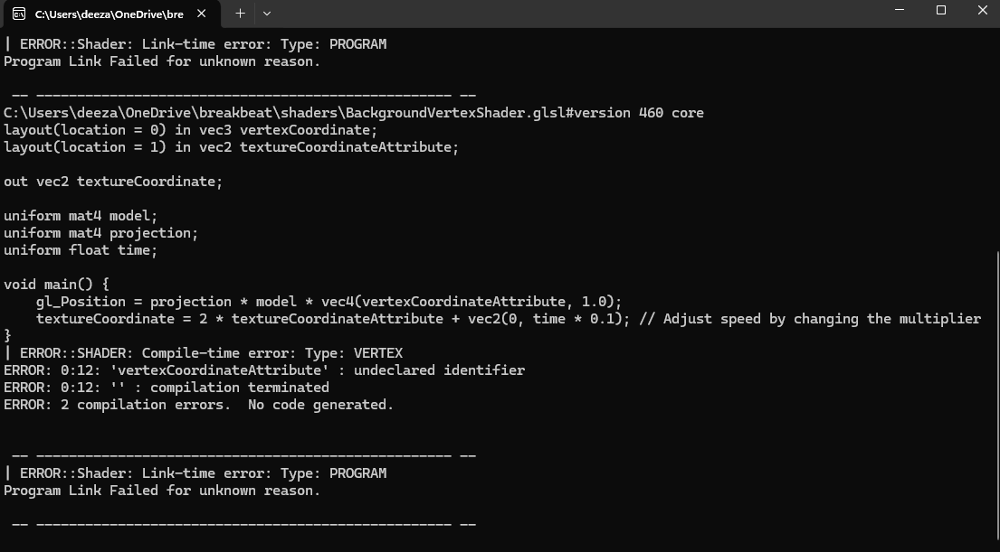 C:\Users\deeza\OneDrive\bre
| ERROR::Shader: Link-time error: Type: PROGRAM
Program Link Failed for unknown reason.
-- --------------------------------------------------- --
C:\Users\deeza\OneDrive\breakbeat\shaders\BackgroundVertexShader.glsl#version 460 core
layout(location = 0) in vec3 vertexCoordinate;
layout(location = 1) in vec2 textureCoordinateAttribute;
out vec2 textureCoordinate;
uniform mat4 model;
uniform mat4 projection;
uniform float time;
void main() {
    gl_Position = projection * model * vec4(vertexCoordinateAttribute, 1.0);
    textureCoordinate = 2 * textureCoordinateAttribute + vec2(0, time * 0.1); // Adjust speed by changing the multiplier
}
| ERROR::SHADER: Compile-time error: Type: VERTEX
ERROR: 0:12: 'vertexCoordinateAttribute' : undeclared identifier
ERROR: 0:12: '' : compilation terminated
ERROR: 2 compilation errors.  No code generated.
-- --------------------------------------------------- --
| ERROR::Shader: Link-time error: Type: PROGRAM
Program Link Failed for unknown reason.
-- --------------------------------------------------- --